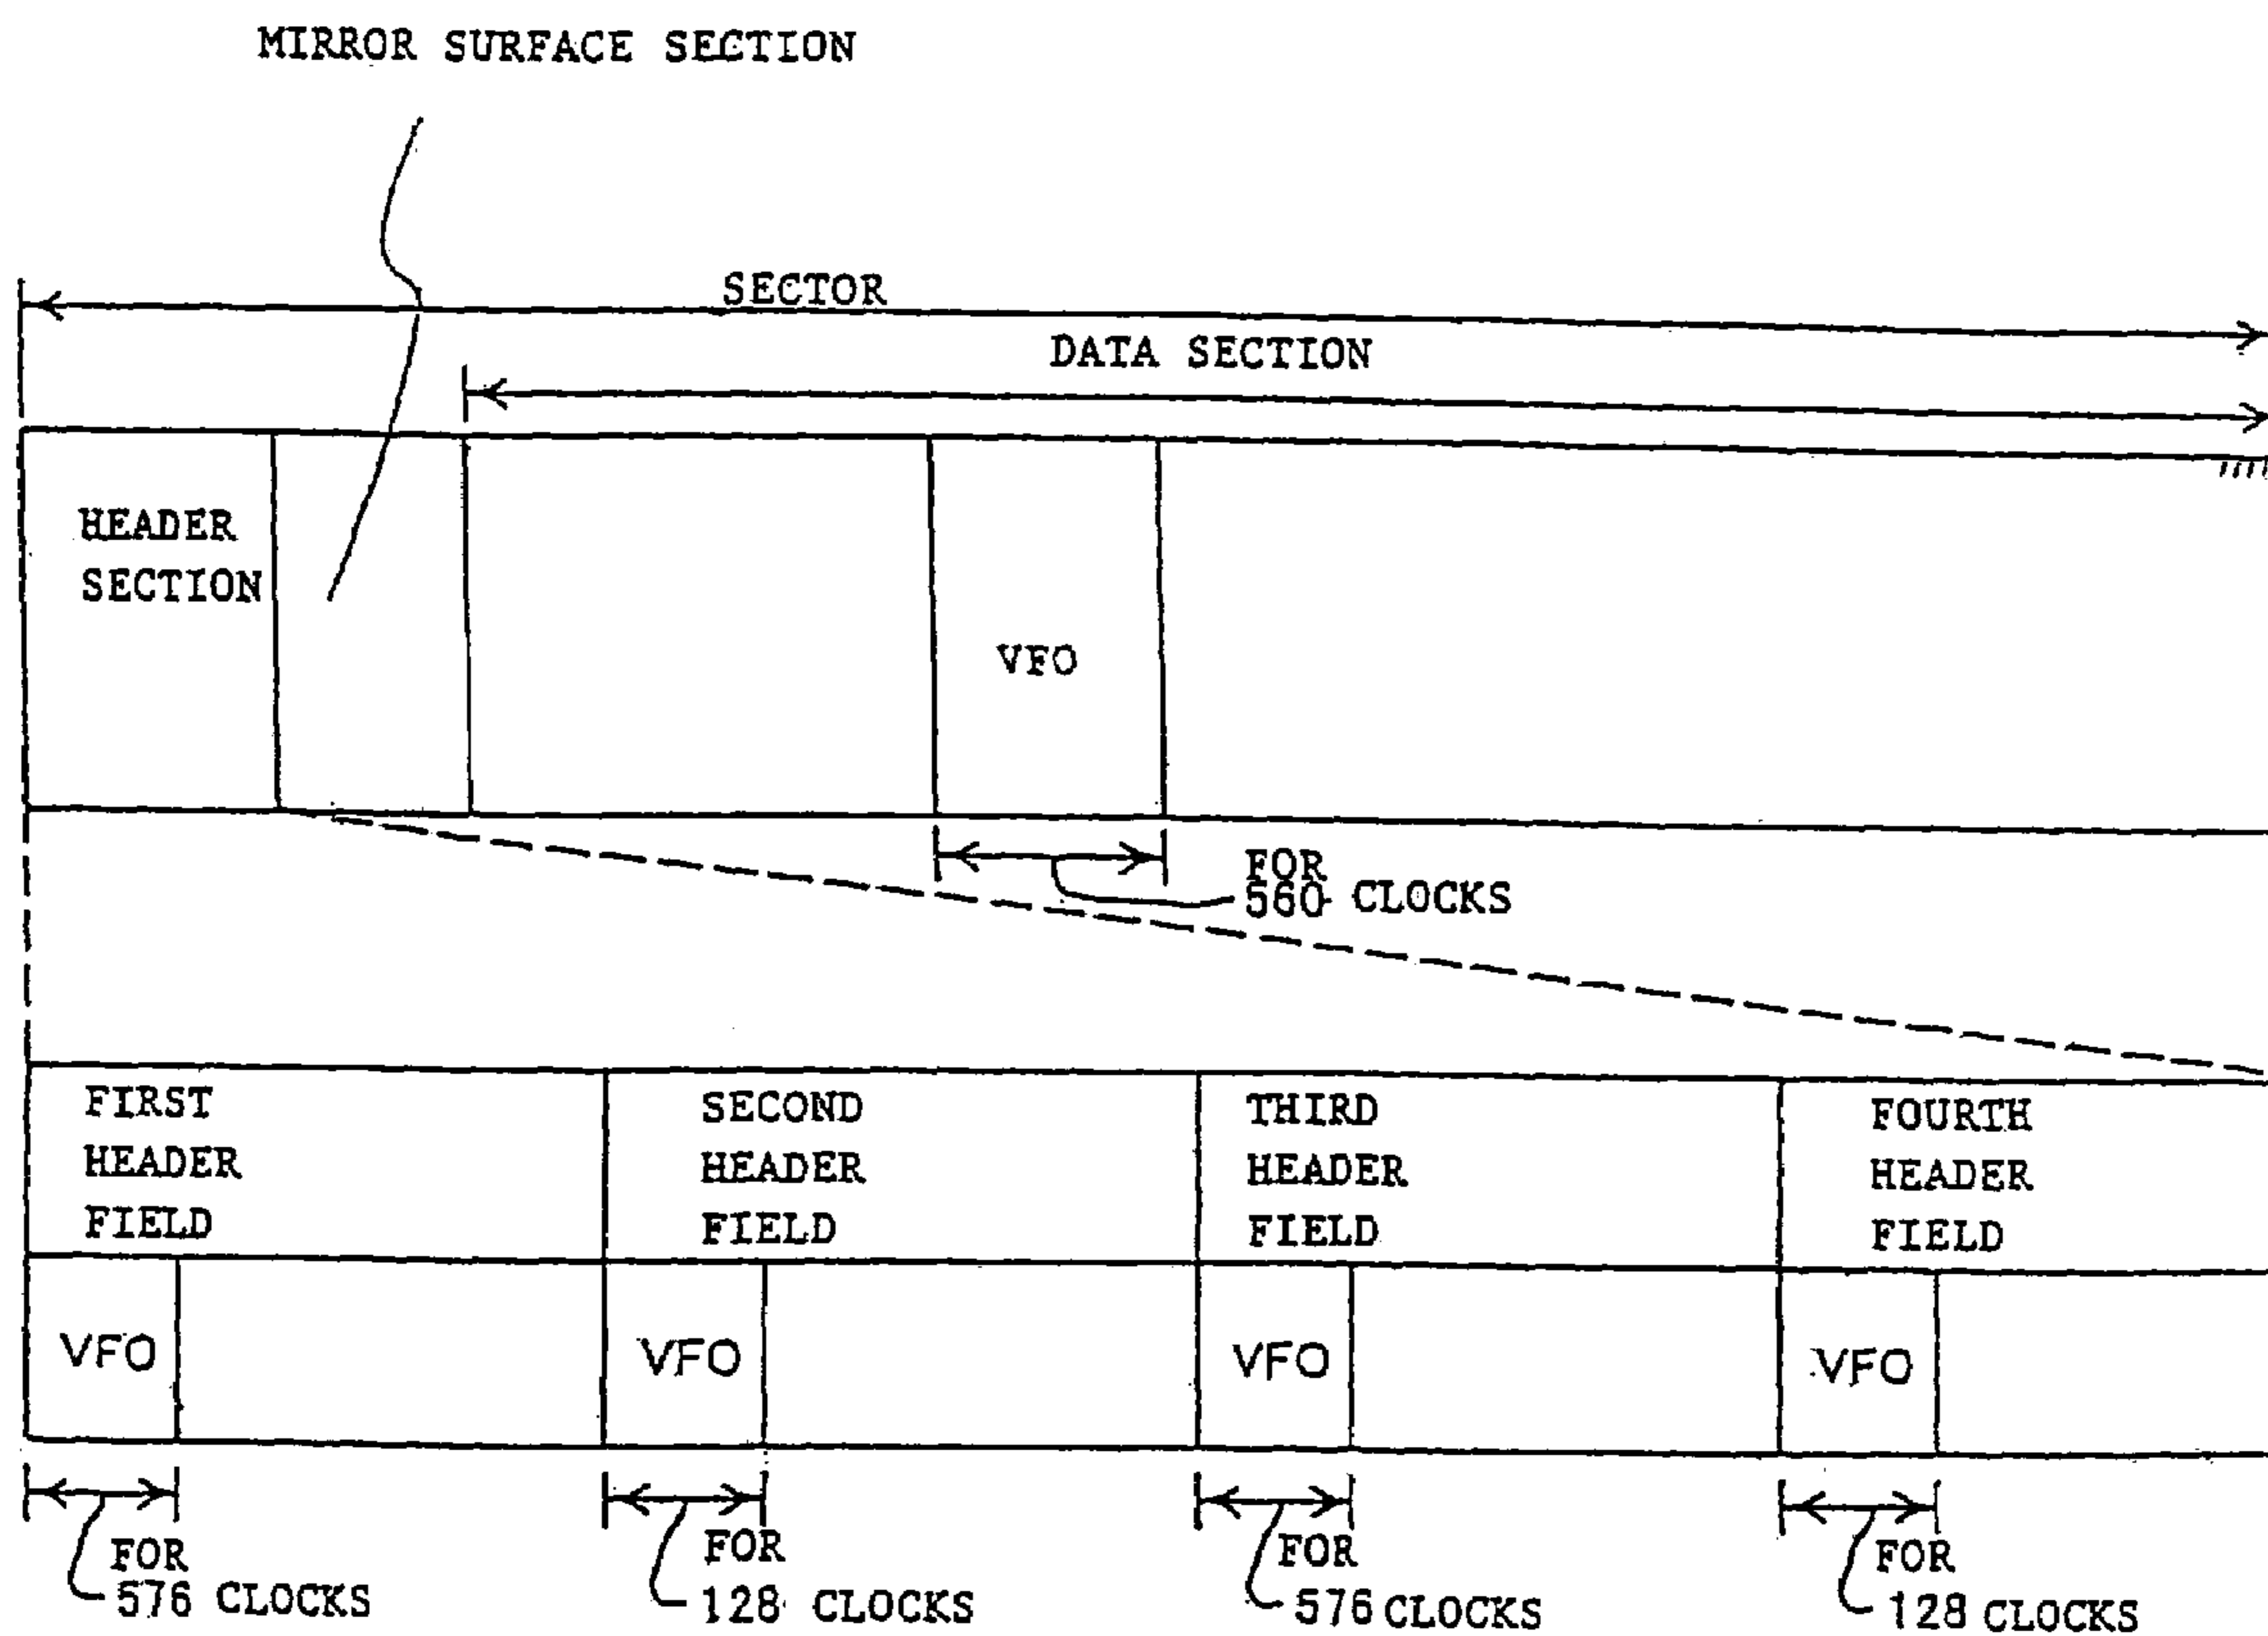 MIRROR SURFACE SECTION
SECTOR
DATA SECTION
HEADER
SECTION
VFO
FOR
560 CLOCKS
FIRST
HEADER
FIELD
SECOND
HEADER
FIELD
THIRD
HEADER
FIELD
FOURTH
HEADER
FIELD
VFO
VFO
VFO
VFO
FOR
576 CLOCKS
FOR
128 CLOCKS
FOR
576 CLOCKS
FOR
128 CLOCKS